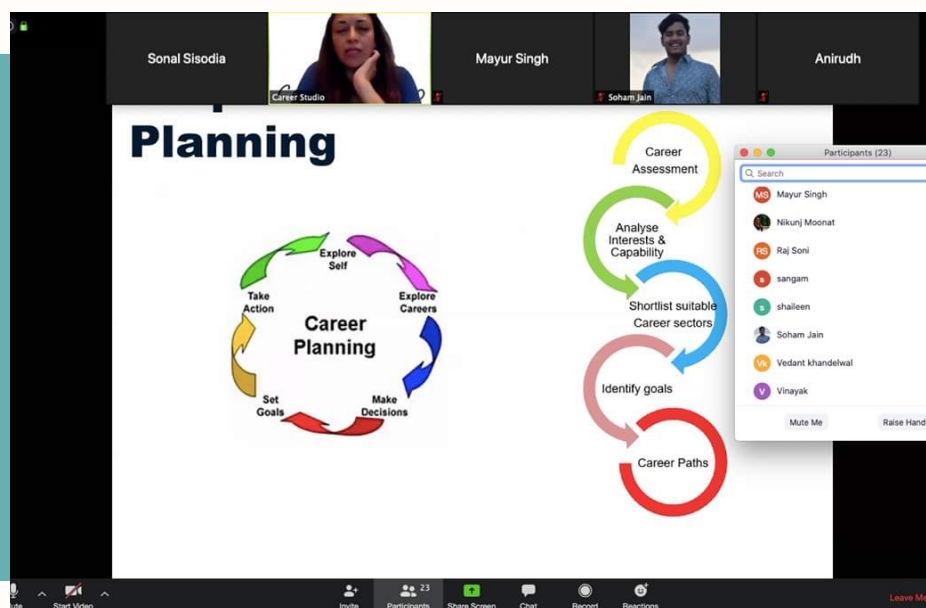 Sonal Sisodia
Career Studio
Mayur Singh
Soham Jain
Anirudh
Planning
Explore
Self
Explore
Careers
Make
Decisions
Set
Goals
Take
Action
Career
Planning
Career
Assessment
Analyse
Interests &
Capability
Shortlist suitable
Career sectors
Identify goals
Career Paths
Participants (23)
Search
MS Mayur Singh
Nikunj Moonat
RS Raj Soni
s sangam
s shaileen
Soham Jain
Vk Vedant khandelwal
V Vinayak
Mute Me
Raise Hand
Start Video
Invite
23
Participants
Share Screen
Chat
Record
Reactions
Leave Me